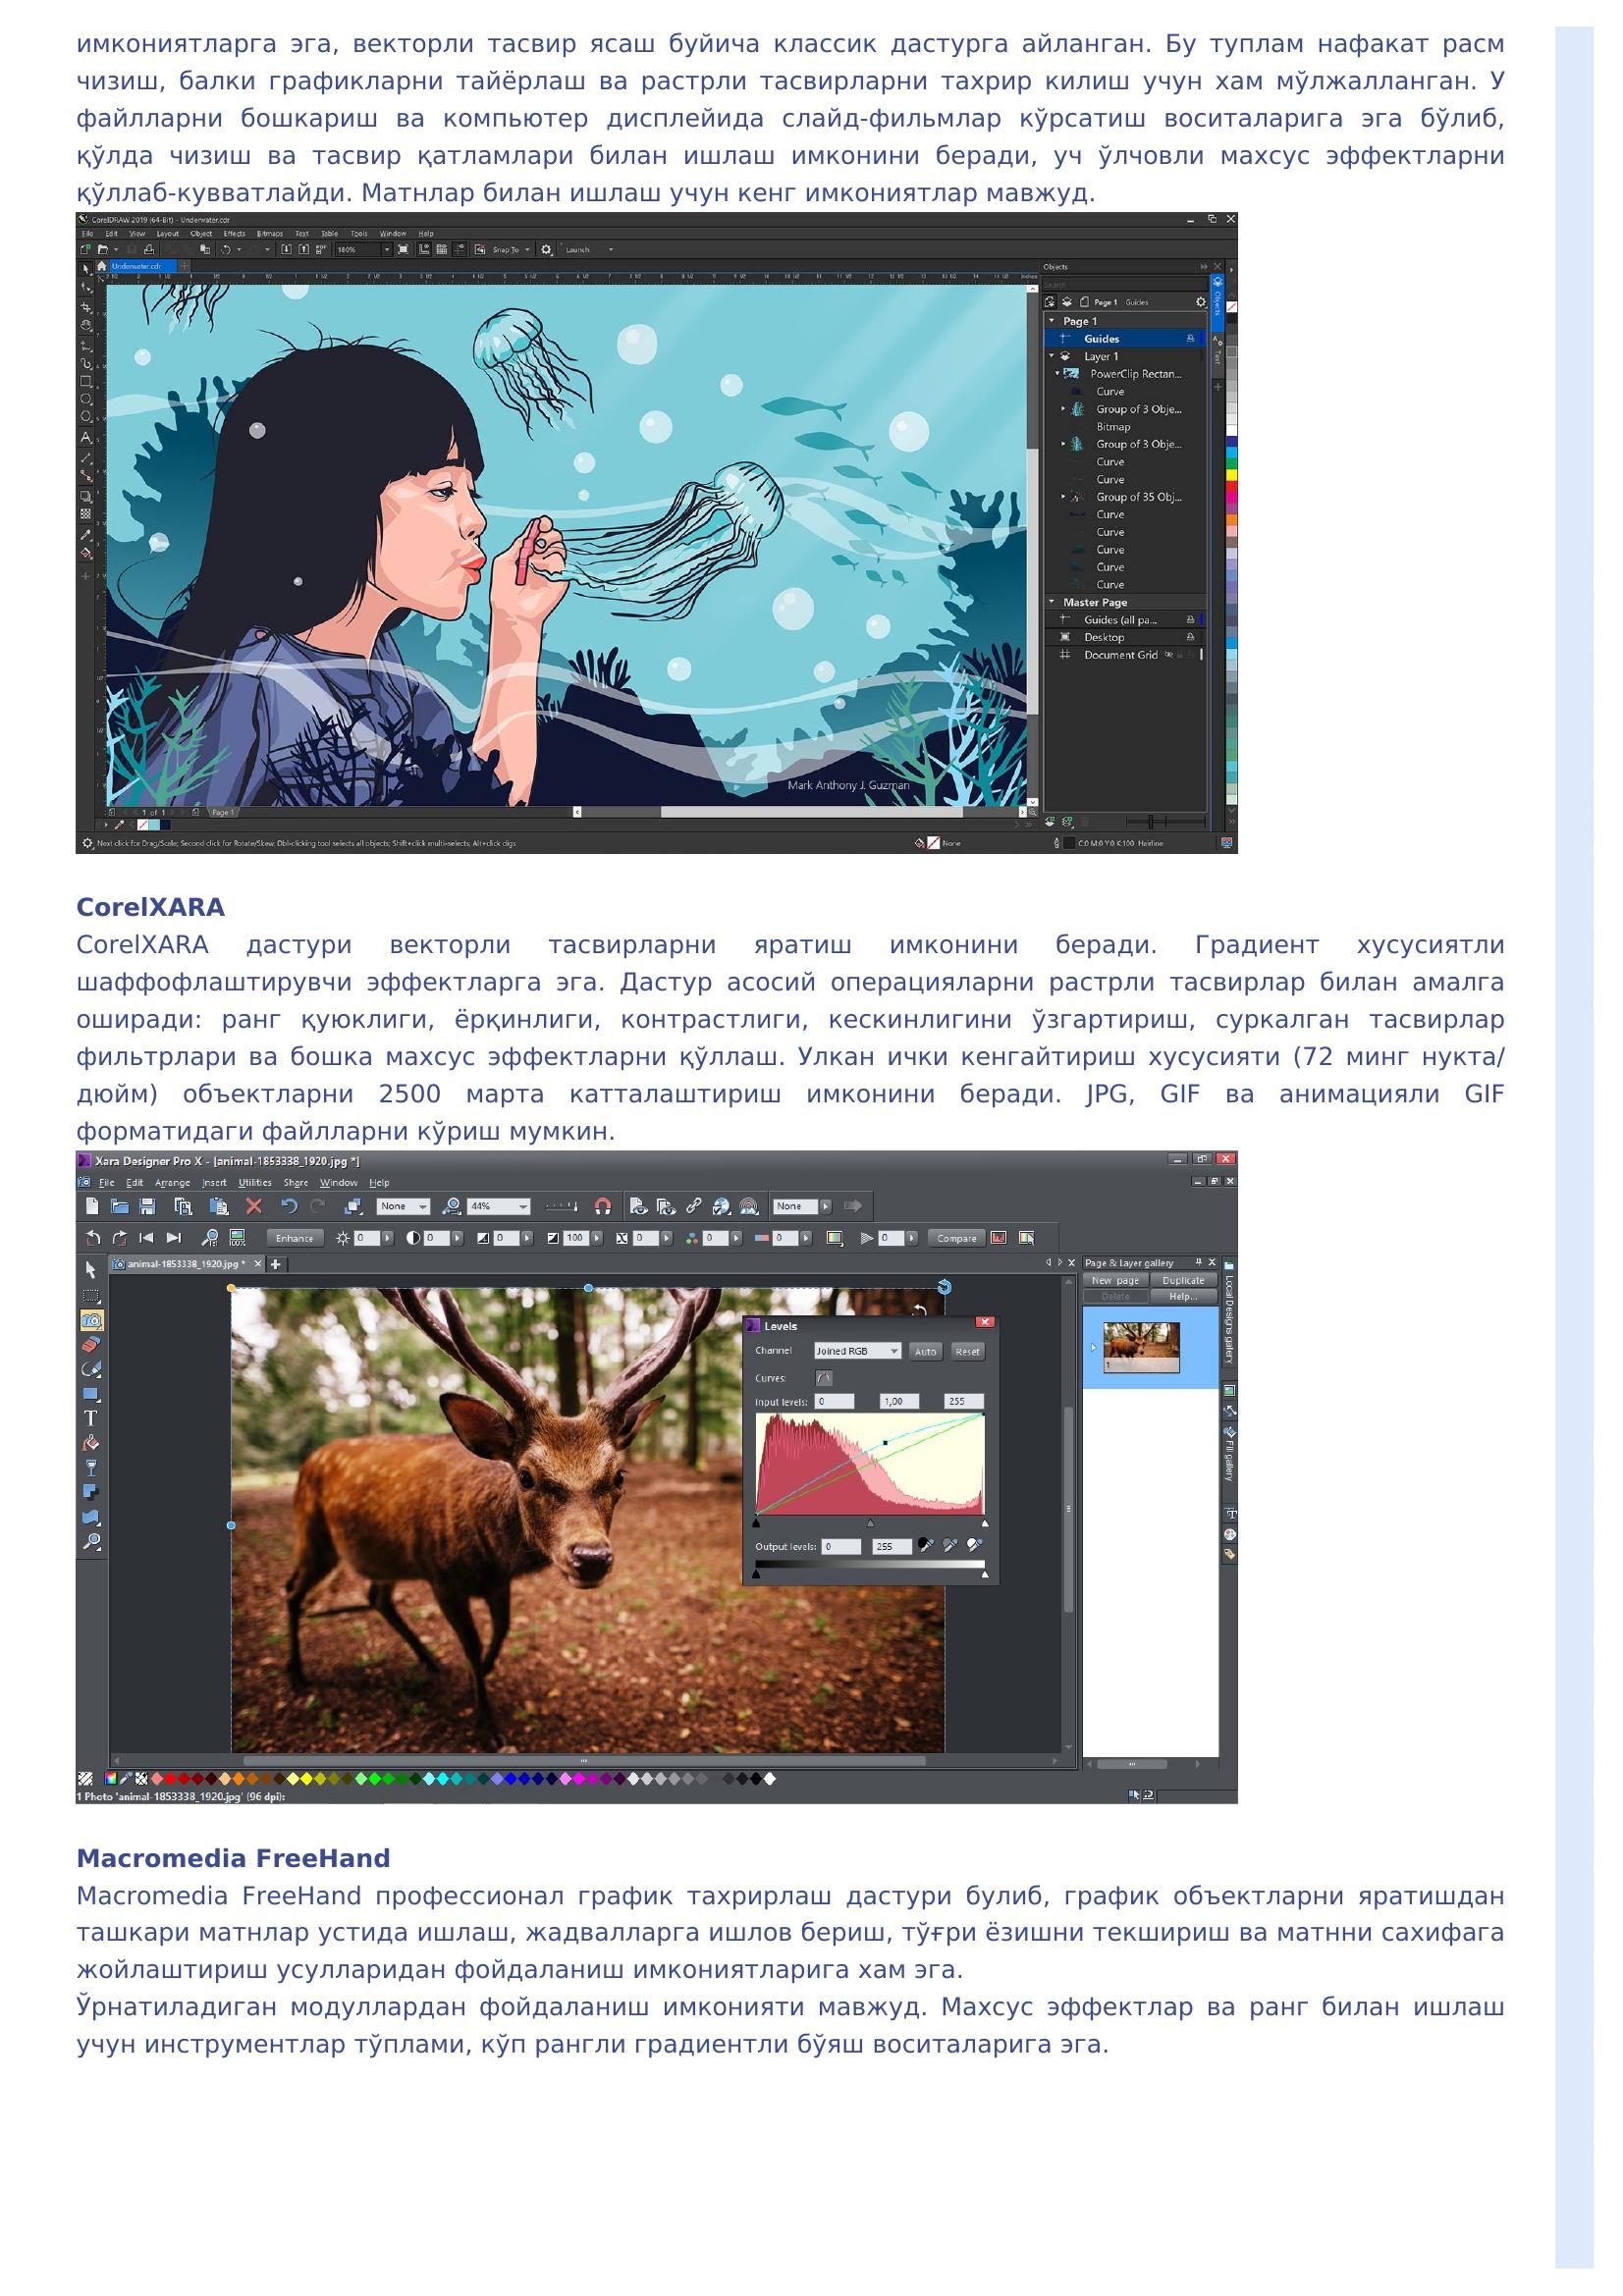 имкониятларга эга, векторли тасвир ясаш буйича классик дастурга айланган. Бу туплам нафакат расм
чизиш, балки графикларни тайёрлаш ва растрли тасвирларни тахрир килиш учун хам мўлжалланган. У
файлларни бошкариш ва компьютер дисплейида слайд-фильмлар кўрсатиш воситаларига эга бўлиб,
қўлда чизиш ва тасвир қатламлари билан ишлаш имконини беради, уч ўлчовли махсус эффектларни
қўллаб-кувватлайди. Матнлар билан ишлаш учун кенг имкониятлар мавжуд.
CorelDRAW 2019 (64-Bit) - Underwater.cdr
File Edit View Layout Object Effects Bitmaps Text Table Tools Window Help
180% Snap To Launch
Underwater.cdr
Objects
Page 1 Guides
Page 1
Guides
Layer 1
PowerClip Rectan...
Curve
Group of 3 Obje...
Bitmap
Group of 3 Obje...
Curve
Curve
Group of 35 Obj...
Curve
Curve
Curve
Curve
Curve
Master Page
Guides (all pa...
Desktop
Document Grid
Mark Anthony J. Guzman
1 of 1 Page 1
Next click for Drag/Scale; Second click for Rotate/Skew; Dbl-clicking tool selects all objects; Shift+click multi-selects; Alt+click digs
None
C:0 M:0 Y:0 K:100 Hairline
CorelXARA
CorelXARA дастури векторли тасвирларни яратиш имконини беради. Градиент хусусиятли
шаффофлаштирувчи эффектларга эга. Дастур асосий операцияларни растрли тасвирлар билан амалга
оширади: ранг қуюклиги, ёрқинлиги, контрастлиги, кескинлигини ўзгартириш, суркалган тасвирлар
фильтрлари ва бошка махсус эффектларни қўллаш. Улкан ички кенгайтириш хусусияти (72 минг нукта/
дюйм) объектларни 2500 марта катталаштириш имконини беради. JPG, GIF ва анимацияли GIF
форматидаги файлларни кўриш мумкин.
Xara Designer Pro X - [animal-1853338_1920.jpg *]
File Edit Arrange Insert Utilities Share Window Help
None 44% None
Enhance 0 0 0 100 0 0 0 0 Compare
animal-1853338_1920.jpg *
Page & Layer gallery
New page Duplicate
Delete Help...
1
Local Designs gallery
Fill gallery
Levels
Channel Joined RGB Auto Reset
Curves:
Input levels: 0 1,00 255
Output levels: 0 255
1 Photo 'animal-1853338_1920.jpg' (96 dpi):
Macromedia FreeHand
Macromedia FreeHand профессионал график тахрирлаш дастури булиб, график объектларни яратишдан
ташкари матнлар устида ишлаш, жадвалларга ишлов бериш, тўғри ёзишни текшириш ва матнни сахифага
жойлаштириш усулларидан фойдаланиш имкониятларига хам эга.
Ўрнатиладиган модуллардан фойдаланиш имконияти мавжуд. Махсус эффектлар ва ранг билан ишлаш
учун инструментлар тўплами, кўп рангли градиентли бўяш воситаларига эга.